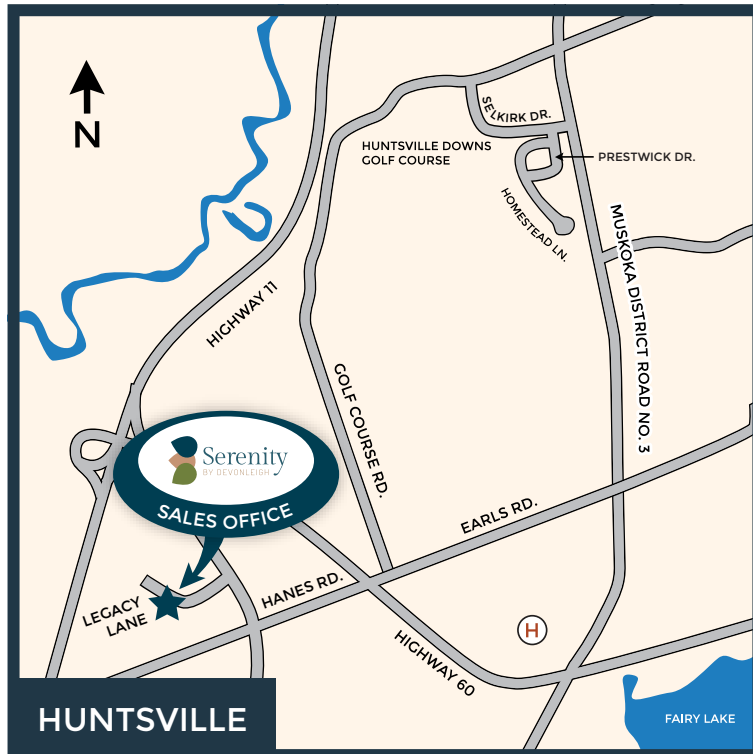 N
SELKIRK DR.
HUNTSVILLE DOWNS
GOLF COURSE
PRESTWICK DR.
HOMESTEAD LN.
MUSKOKA DISTRICT ROAD NO. 3
HIGHWAY 11
GOLF COURSE RD.
Serenity
BY DEVONLEIGH
SALES OFFICE
EARLS RD.
HANES RD.
LEGACY
LANE
HIGHWAY 60
H
HUNTSVILLE
FAIRY LAKE